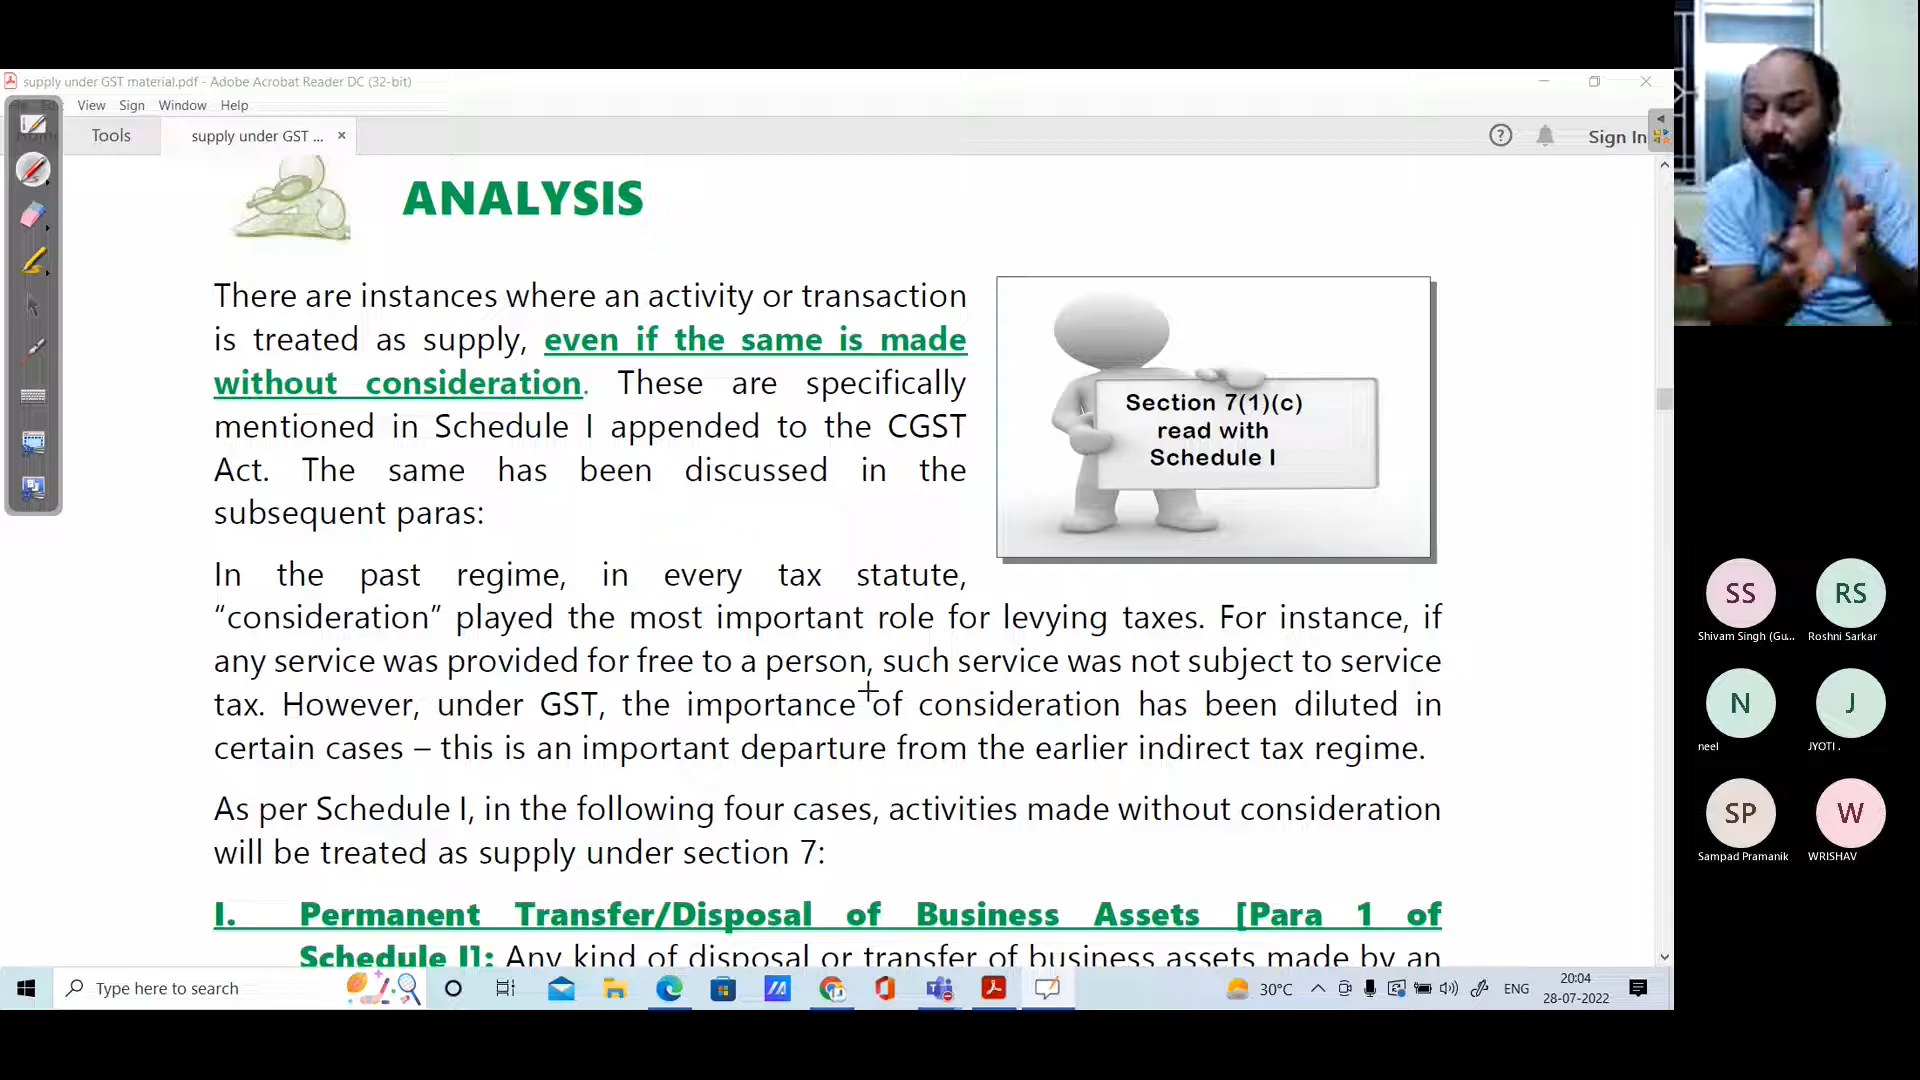 supply under GST material.pdf - Adobe Acrobat Reader DC (32-bit)
View Sign Window Help
Tools
supply under GST ... ×
Sign In
ANALYSIS
There are instances where an activity or transaction
is treated as supply, even if the same is made
without consideration. These are specifically
mentioned in Schedule I appended to the CGST
Act. The same has been discussed in the
subsequent paras:
Section 7(1)(c)
read with
Schedule I
In the past regime, in every tax statute,
“consideration” played the most important role for levying taxes. For instance, if
any service was provided for free to a person, such service was not subject to service
tax. However, under GST, the importance of consideration has been diluted in
certain cases – this is an important departure from the earlier indirect tax regime.
As per Schedule I, in the following four cases, activities made without consideration
will be treated as supply under section 7:
I. Permanent Transfer/Disposal of Business Assets [Para 1 of
Schedule I]: Any kind of disposal or transfer of business assets made by an
Type here to search
30°C
ENG
20:04
28-07-2022
SS
Shivam Singh (Gu...
RS
Roshni Sarkar
N
neel
J
JYOTI .
SP
Sampad Pramanik
W
WRISHAV